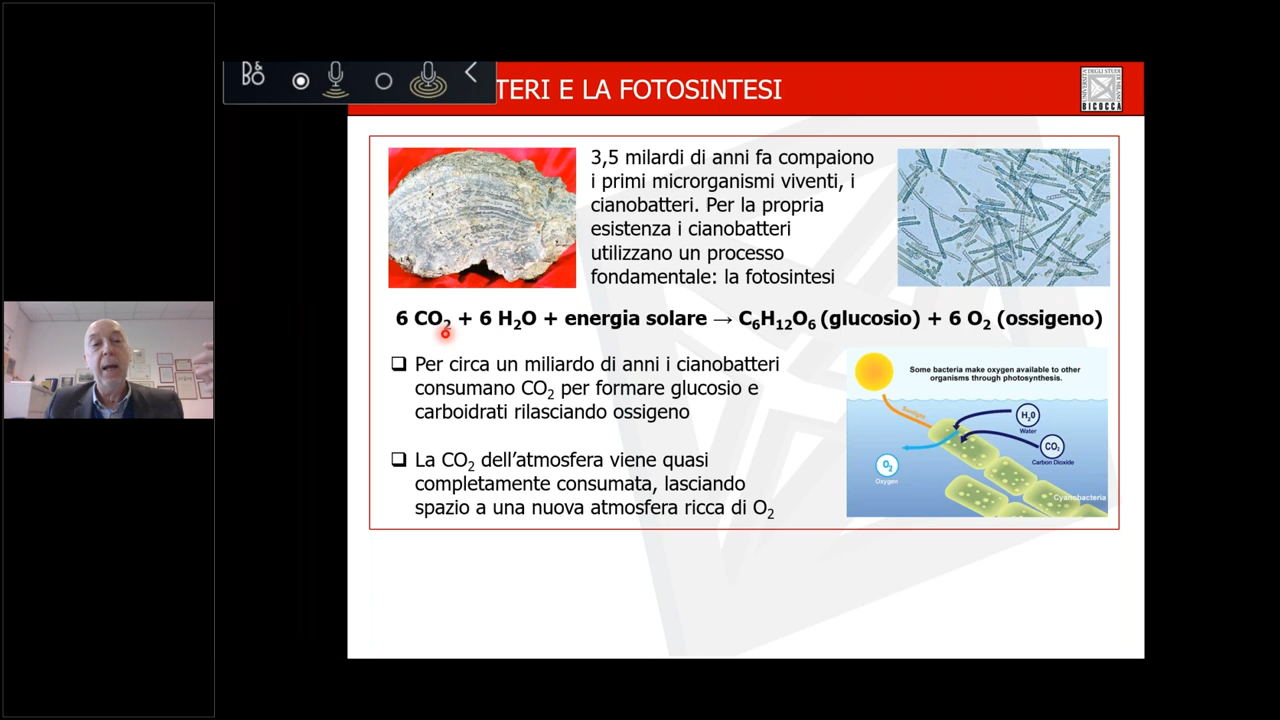 B&
BO
TERI E LA FOTOSINTESI
BICOCCA
3,5 milardi di anni fa compaiono
i primi microrganismi viventi, i
cianobatteri. Per la propria
esistenza i cianobatteri
utilizzano un processo
fondamentale: la fotosintesi
6 CO₂ + 6 H₂O + energia solare → C₆H₁₂O₆ (glucosio) + 6 O₂ (ossigeno)
❑ Per circa un miliardo di anni i cianobatteri
consumano CO₂ per formare glucosio e
carboidrati rilasciando ossigeno
❑ La CO₂ dell’atmosfera viene quasi
completamente consumata, lasciando
spazio a una nuova atmosfera ricca di O₂
Some bacteria make oxygen available to other
organisms through photosynthesis.
H₂0
Water
CO₂
Carbon Dioxide
O₂
Oxygen
Cyanobacteria